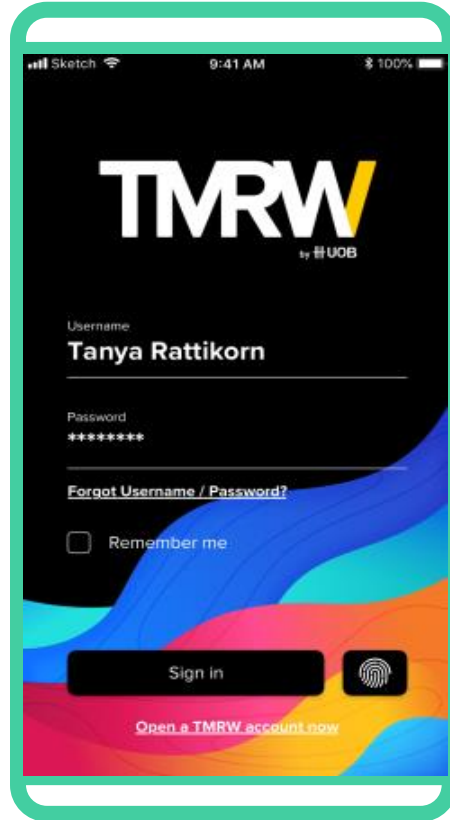 Sketch 9:41 AM 100%
TMRW
by UOB
Username
Tanya Rattikorn
Password
********
Forgot Username / Password?
Remember me
Sign in
Open a TMRW account now